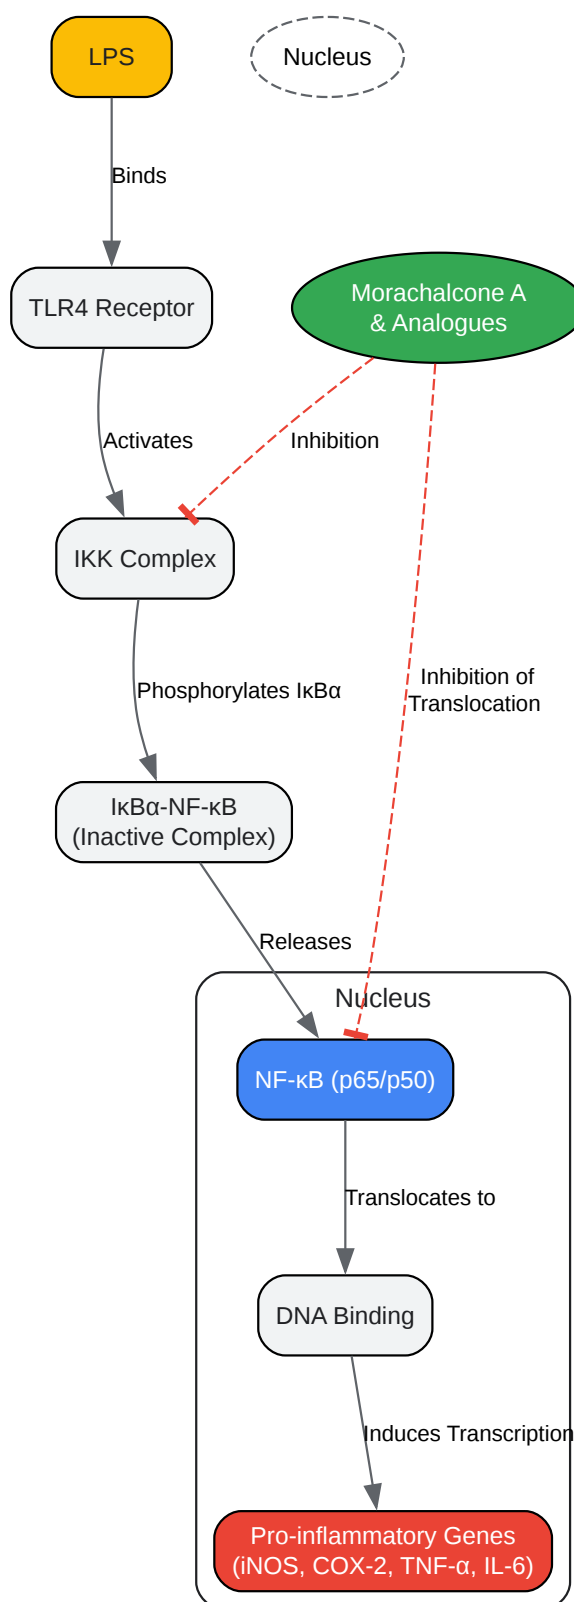 LPS
Nucleus
Binds
TLR4 Receptor
Morachalcone A
& Analogues
Activates
Inhibition
IKK Complex
Phosphorylates IκBα
Inhibition of
Translocation
IκBα-NF-κB
(Inactive Complex)
Releases
Nucleus
NF-κB (p65/p50)
Translocates to
DNA Binding
Induces Transcription
Pro-inflammatory Genes
(iNOS, COX-2, TNF-α, IL-6)